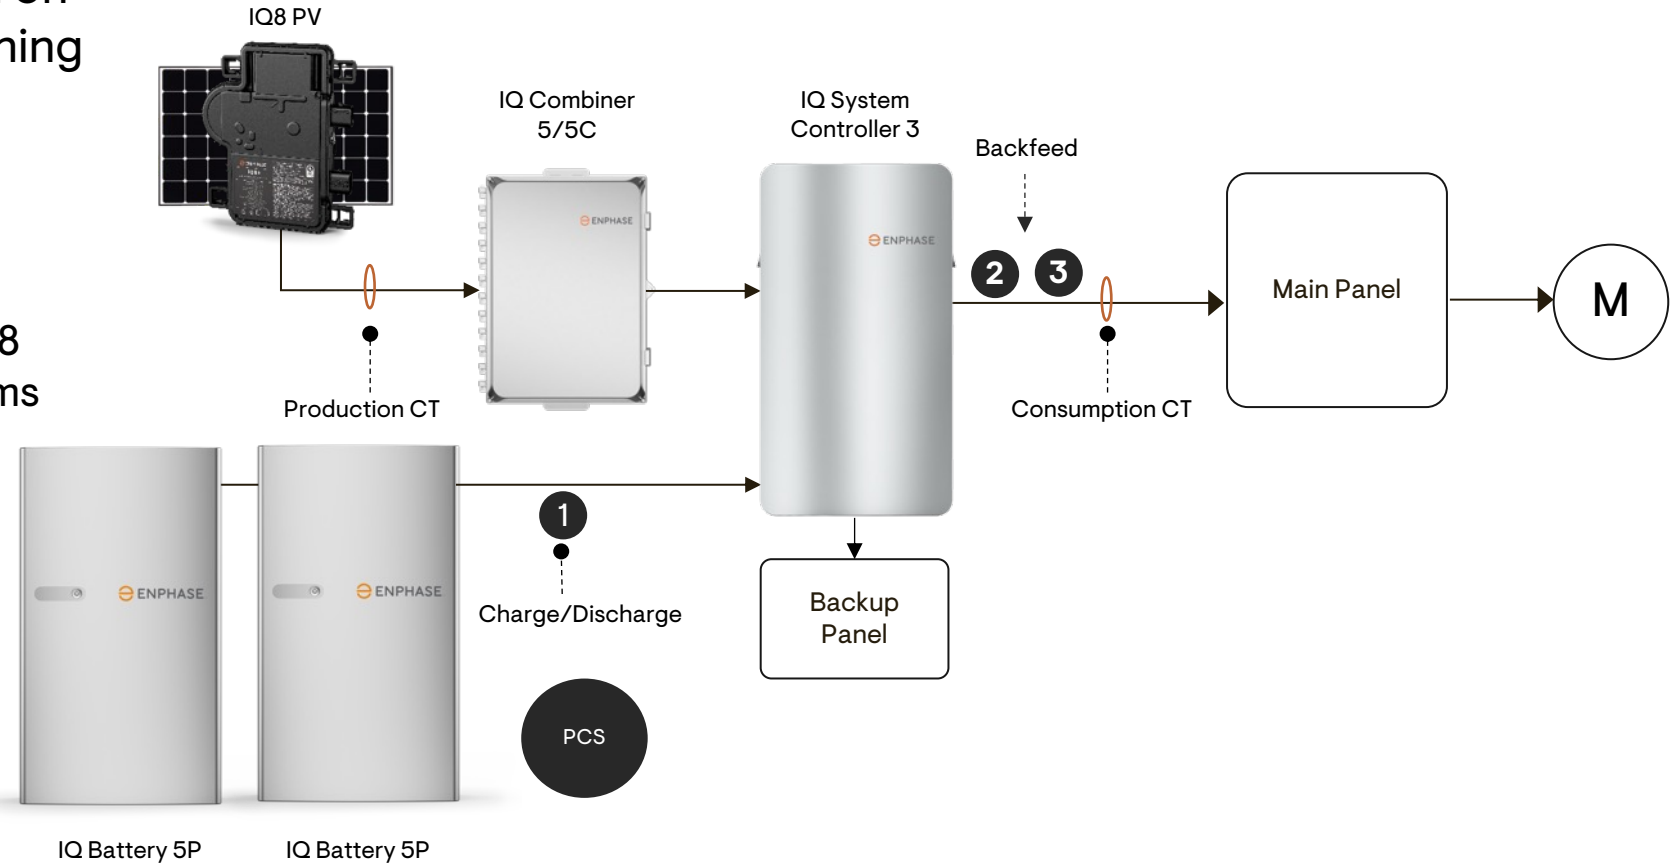 IQ8 PV
ning
IQ Combiner
5/5C
IQ System
Controller 3
Backfeed
ENPHASE
ENPHASE
2
3
Main Panel
M
8
ms
Production CT
Consumption CT
1
Charge/Discharge
ENPHASE
ENPHASE
Backup
Panel
PCS
IQ Battery 5P
IQ Battery 5P